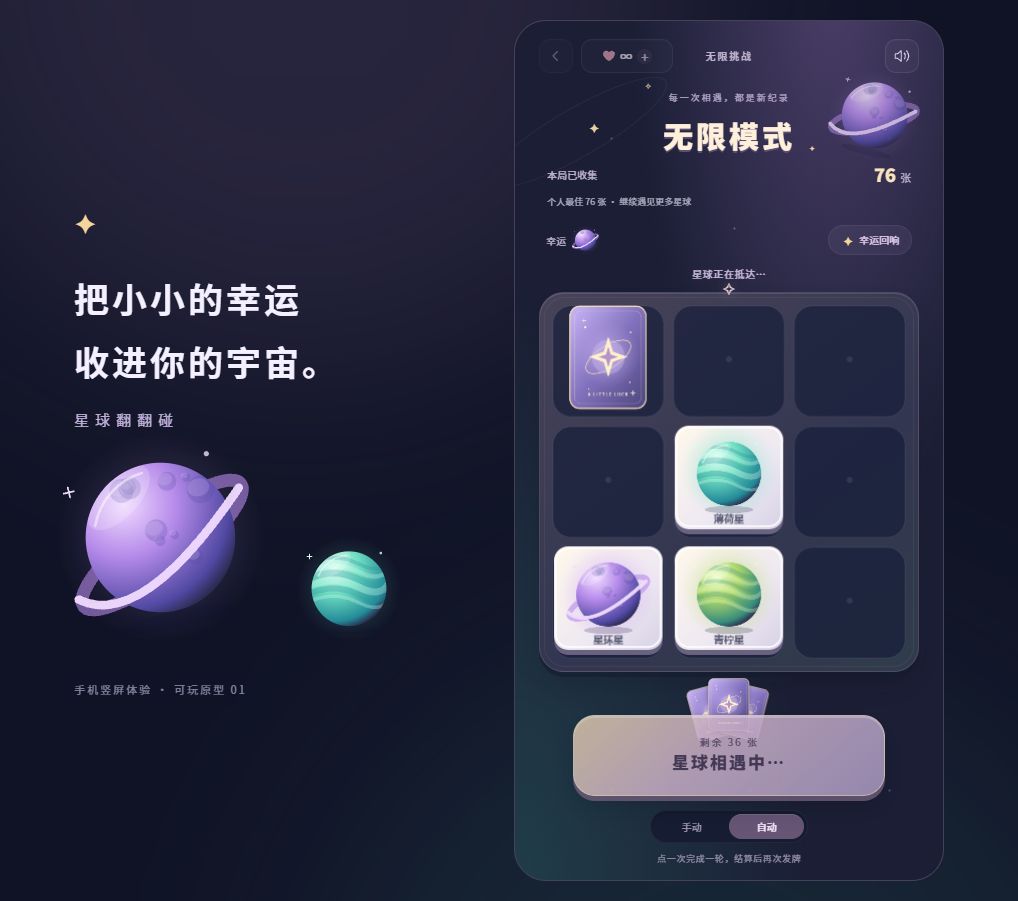 把小小的幸运
收进你的宇宙。
星球翻翻碰
手机竖屏体验 · 可玩原型 01
无限挑战
每一次相遇，都是新纪录
无限模式
本局已收集
76 张
个人最佳 76 张 · 继续遇见更多星球
幸运
幸运回响
星球正在抵达…
A LITTLE LUCK
薄荷星
星环星
青柠星
剩余 36 张
星球相遇中…
手动
自动
点一次完成一轮，结算后再次发牌